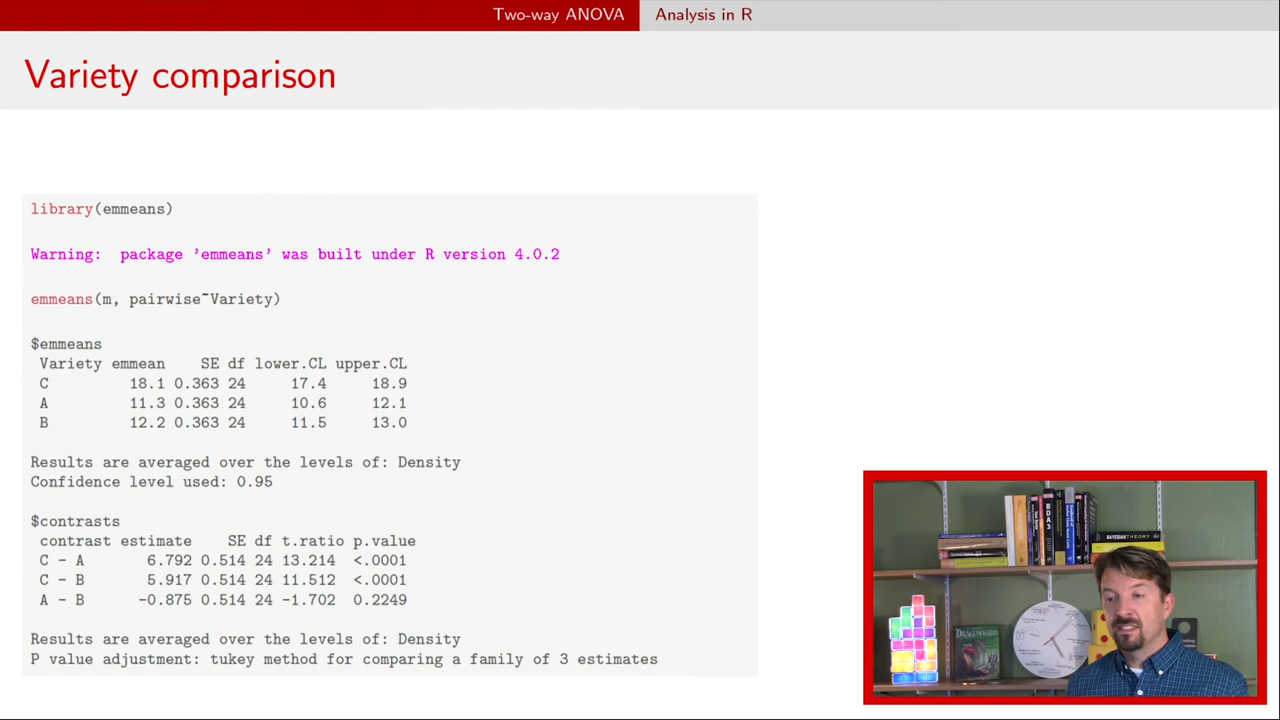 Two-way ANOVA Analysis in R
Variety comparison
library(emmeans)
Warning: package 'emmeans' was built under R version 4.0.2
emmeans(m, pairwise~Variety)
$emmeans
Variety emmean SE df lower.CL upper.CL
C 18.1 0.363 24 17.4 18.9
A 11.3 0.363 24 10.6 12.1
B 12.2 0.363 24 11.5 13.0
Results are averaged over the levels of: Density
Confidence level used: 0.95
$contrasts
contrast estimate SE df t.ratio p.value
C - A 6.792 0.514 24 13.214 <.0001
C - B 5.917 0.514 24 11.512 <.0001
A - B -0.875 0.514 24 -1.702 0.2249
Results are averaged over the levels of: Density
P value adjustment: tukey method for comparing a family of 3 estimates
BDA3
BAYESIAN THEORY
DRAGONWARD